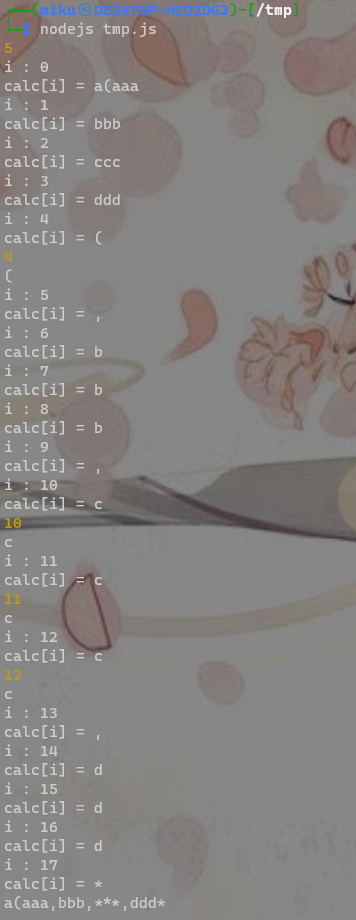 ┌──(miku㉿DESKTOP-HCO2DG2)-[/tmp]
└─$ nodejs tmp.js
5
i : 0
calc[i] = a(aaa
i : 1
calc[i] = bbb
i : 2
calc[i] = ccc
i : 3
calc[i] = ddd
i : 4
calc[i] = (
4
(
i : 5
calc[i] = ,
i : 6
calc[i] = b
i : 7
calc[i] = b
i : 8
calc[i] = b
i : 9
calc[i] = ,
i : 10
calc[i] = c
10
c
i : 11
calc[i] = c
11
c
i : 12
calc[i] = c
12
c
i : 13
calc[i] = ,
i : 14
calc[i] = d
i : 15
calc[i] = d
i : 16
calc[i] = d
i : 17
calc[i] = *
a(aaa,bbb,***,ddd*